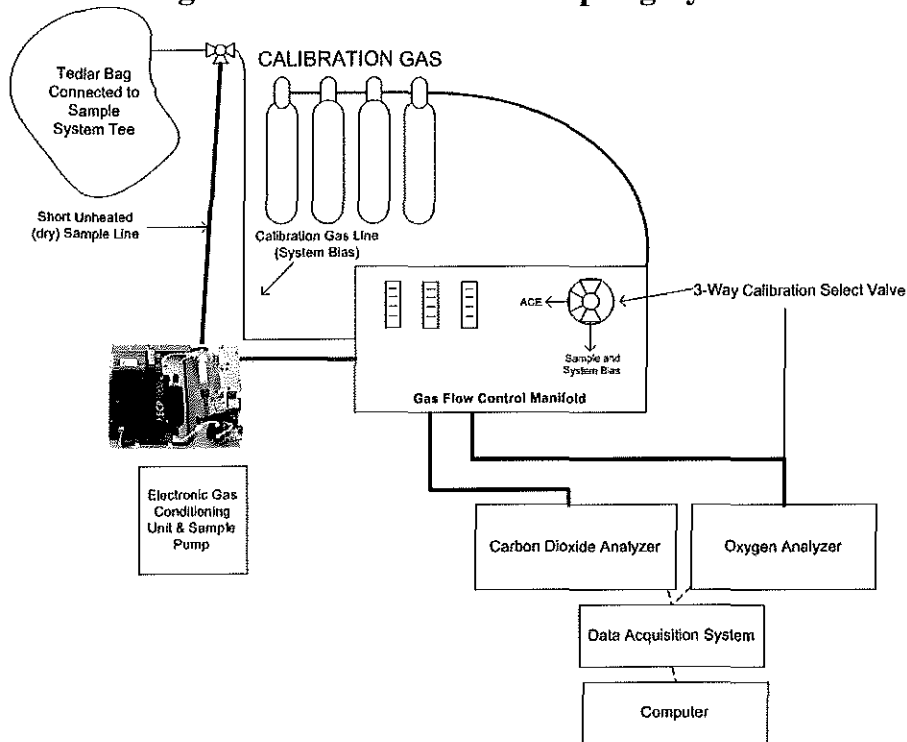 Tedlar Bag
Connected to
Sample
System Tee
CALIBRATION GAS
Short Unheated
(dry) Sample Line
Calibration Gas Line
(System Bias)
ACE
3-Way Calibration Select Valve
Sample and
System Bias
Gas Flow Control Manifold
Electronic Gas
Conditioning
Unit & Sample
Pump
Carbon Dioxide Analyzer
Oxygen Analyzer
Data Acquisition System
Computer